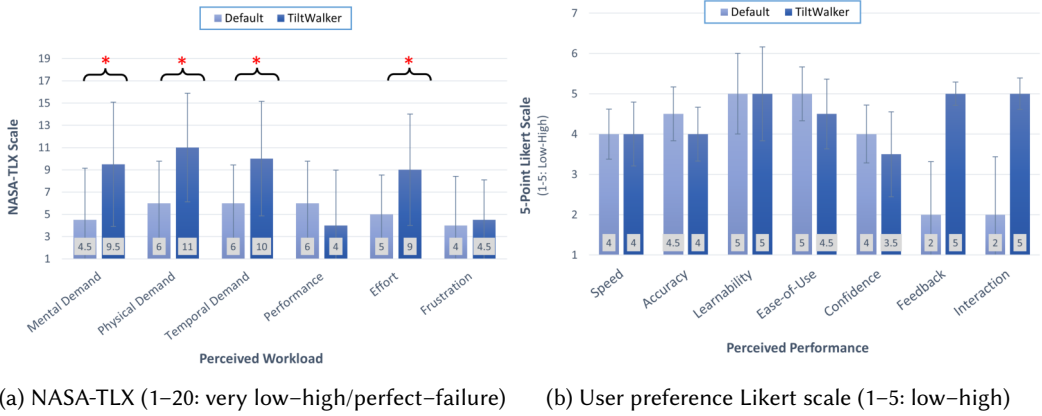 Default TiltWalker
NASA-TLX Scale
19
17
15
13
11
9
7
5
3
1
* * * *
4.5 9.5 6 11 6 10 6 4 5 9 4 4.5
Mental Demand Physical Demand Temporal Demand Performance Effort Frustration
Perceived Workload
(a) NASA-TLX (1–20: very low–high/perfect–failure)
Default TiltWalker
5-Point Likert Scale
(1-5: Low-High)
7
6
5
4
3
2
1
4 4 4.5 4 5 5 5 4.5 4 3.5 2 5 2 5
Speed Accuracy Learnability Ease-of-Use Confidence Feedback Interaction
Perceived Performance
(b) User preference Likert scale (1–5: low–high)